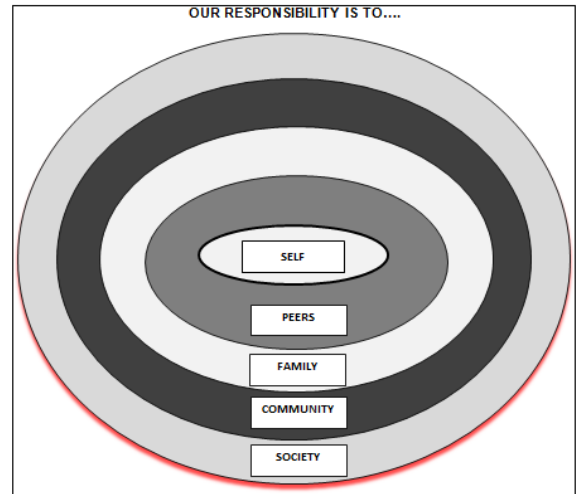 OUR RESPONSIBILITY IS TO....
SELF
PEERS
FAMILY
COMMUNITY
SOCIETY